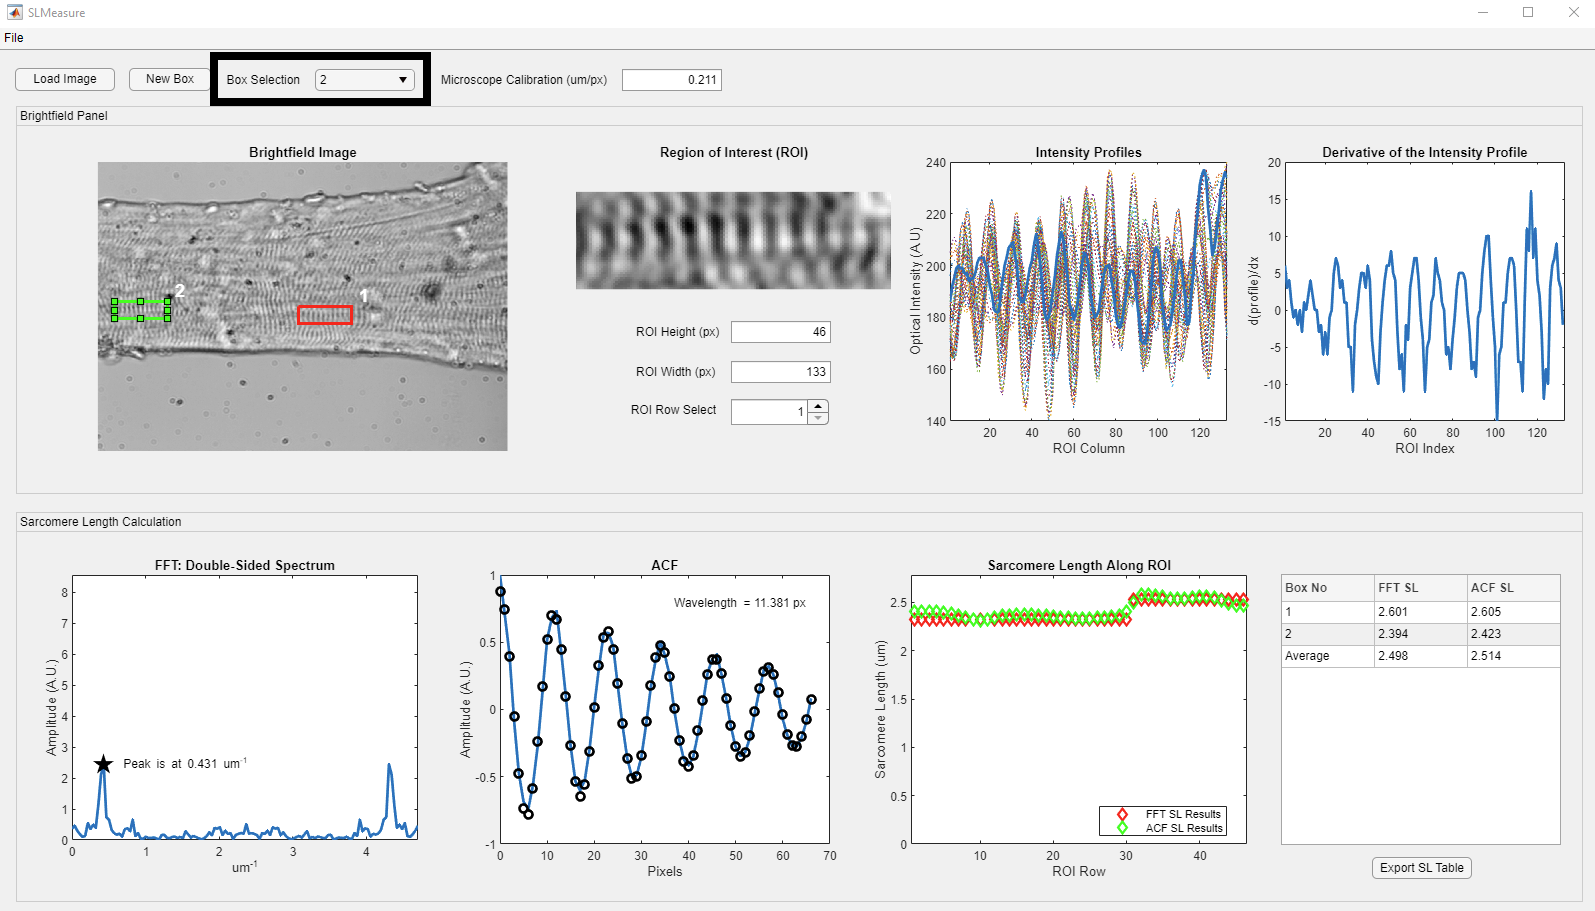 SLMeasure
File
Load Image
New Box
Box Selection
2
Microscope Calibration (um/px)
0.211
Brightfield Panel
Brightfield Image
2
1
Region of Interest (ROI)
ROI Height (px)
46
ROI Width (px)
133
ROI Row Select
1
Intensity Profiles
240
220
200
180
160
140
Optical Intensity (A.U)
20 40 60 80 100 120
ROI Column
Derivative of the Intensity Profile
20
15
10
5
0
-5
-10
-15
d(profile)/dx
20 40 60 80 100 120
ROI Index
Sarcomere Length Calculation
FFT: Double-Sided Spectrum
8
7
6
5
4
3
2
1
0
Amplitude (A.U.)
Peak is at 0.431 um-1
0 1 2 3 4
um-1
ACF
1
0.5
0
-0.5
-1
Amplitude (A.U.)
Wavelength = 11.381 px
0 10 20 30 40 50 60 70
Pixels
Sarcomere Length Along ROI
2.5
2
1.5
1
0.5
0
Sarcomere Length (um)
FFT SL Results
ACF SL Results
10 20 30 40
ROI Row
Box No FFT SL ACF SL
1 2.601 2.605
2 2.394 2.423
Average 2.498 2.514
Export SL Table